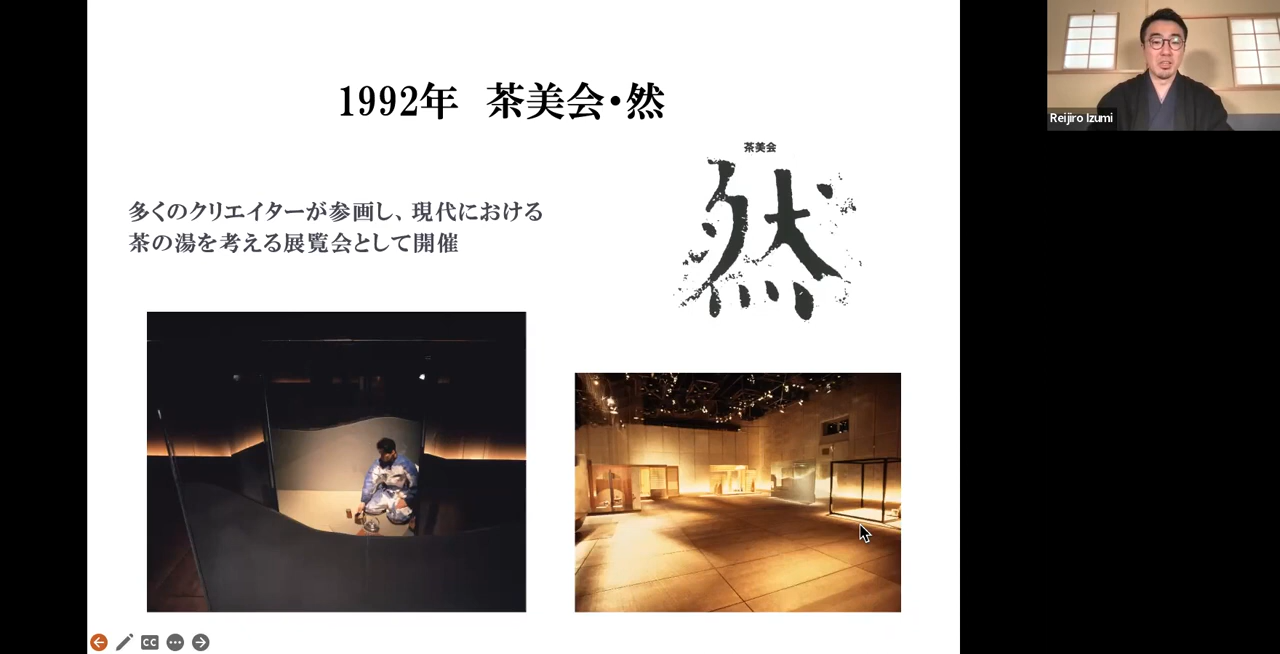 1992年 茶美会・然
茶美会
然
多くのクリエイターが参画し、現代における
茶の湯を考える展覧会として開催
Reijiro Izumi
CC